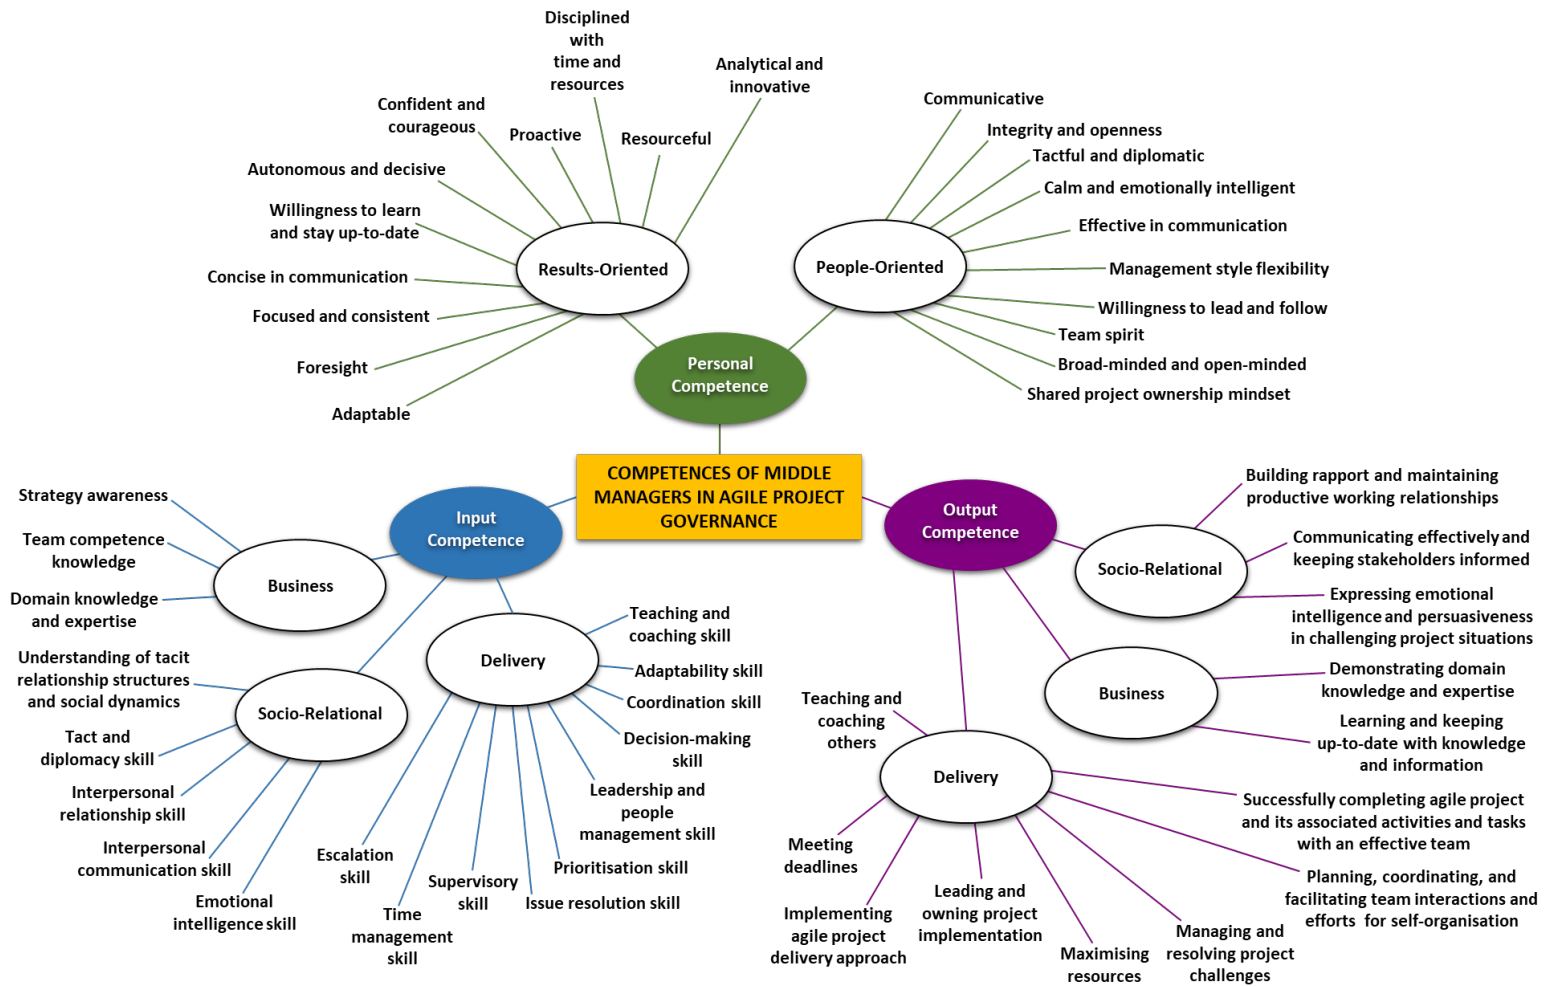 Disciplined
with
time and
resources
Analytical and
innovative
Confident and
courageous
Proactive
Resourceful
Autonomous and decisive
Willingness to learn
and stay up-to-date
Concise in communication
Focused and consistent
Foresight
Adaptable
Results-Oriented
Communicative
Integrity and openness
Tactful and diplomatic
Calm and emotionally intelligent
Effective in communication
Management style flexibility
Willingness to lead and follow
Team spirit
Broad-minded and open-minded
Shared project ownership mindset
People-Oriented
Personal
Competence
COMPETENCES OF MIDDLE
MANAGERS IN AGILE PROJECT
GOVERNANCE
Input
Competence
Strategy awareness
Team competence
knowledge
Domain knowledge
and expertise
Business
Understanding of tacit
relationship structures
and social dynamics
Tact and
diplomacy skill
Interpersonal
relationship skill
Interpersonal
communication skill
Emotional
intelligence skill
Socio-Relational
Delivery
Teaching and
coaching skill
Adaptability skill
Coordination skill
Decision-making
skill
Leadership and
people
management skill
Prioritisation skill
Issue resolution skill
Supervisory
skill
Time
management
skill
Escalation
skill
Output
Competence
Socio-Relational
Building rapport and maintaining
productive working relationships
Communicating effectively and
keeping stakeholders informed
Expressing emotional
intelligence and persuasiveness
in challenging project situations
Business
Demonstrating domain
knowledge and expertise
Learning and keeping
up-to-date with knowledge
and information
Delivery
Teaching and
coaching
others
Meeting
deadlines
Implementing
agile project
delivery approach
Leading and
owning project
implementation
Maximising
resources
Managing and
resolving project
challenges
Planning, coordinating, and
facilitating team interactions and
efforts for self-organisation
Successfully completing agile project
and its associated activities and tasks
with an effective team